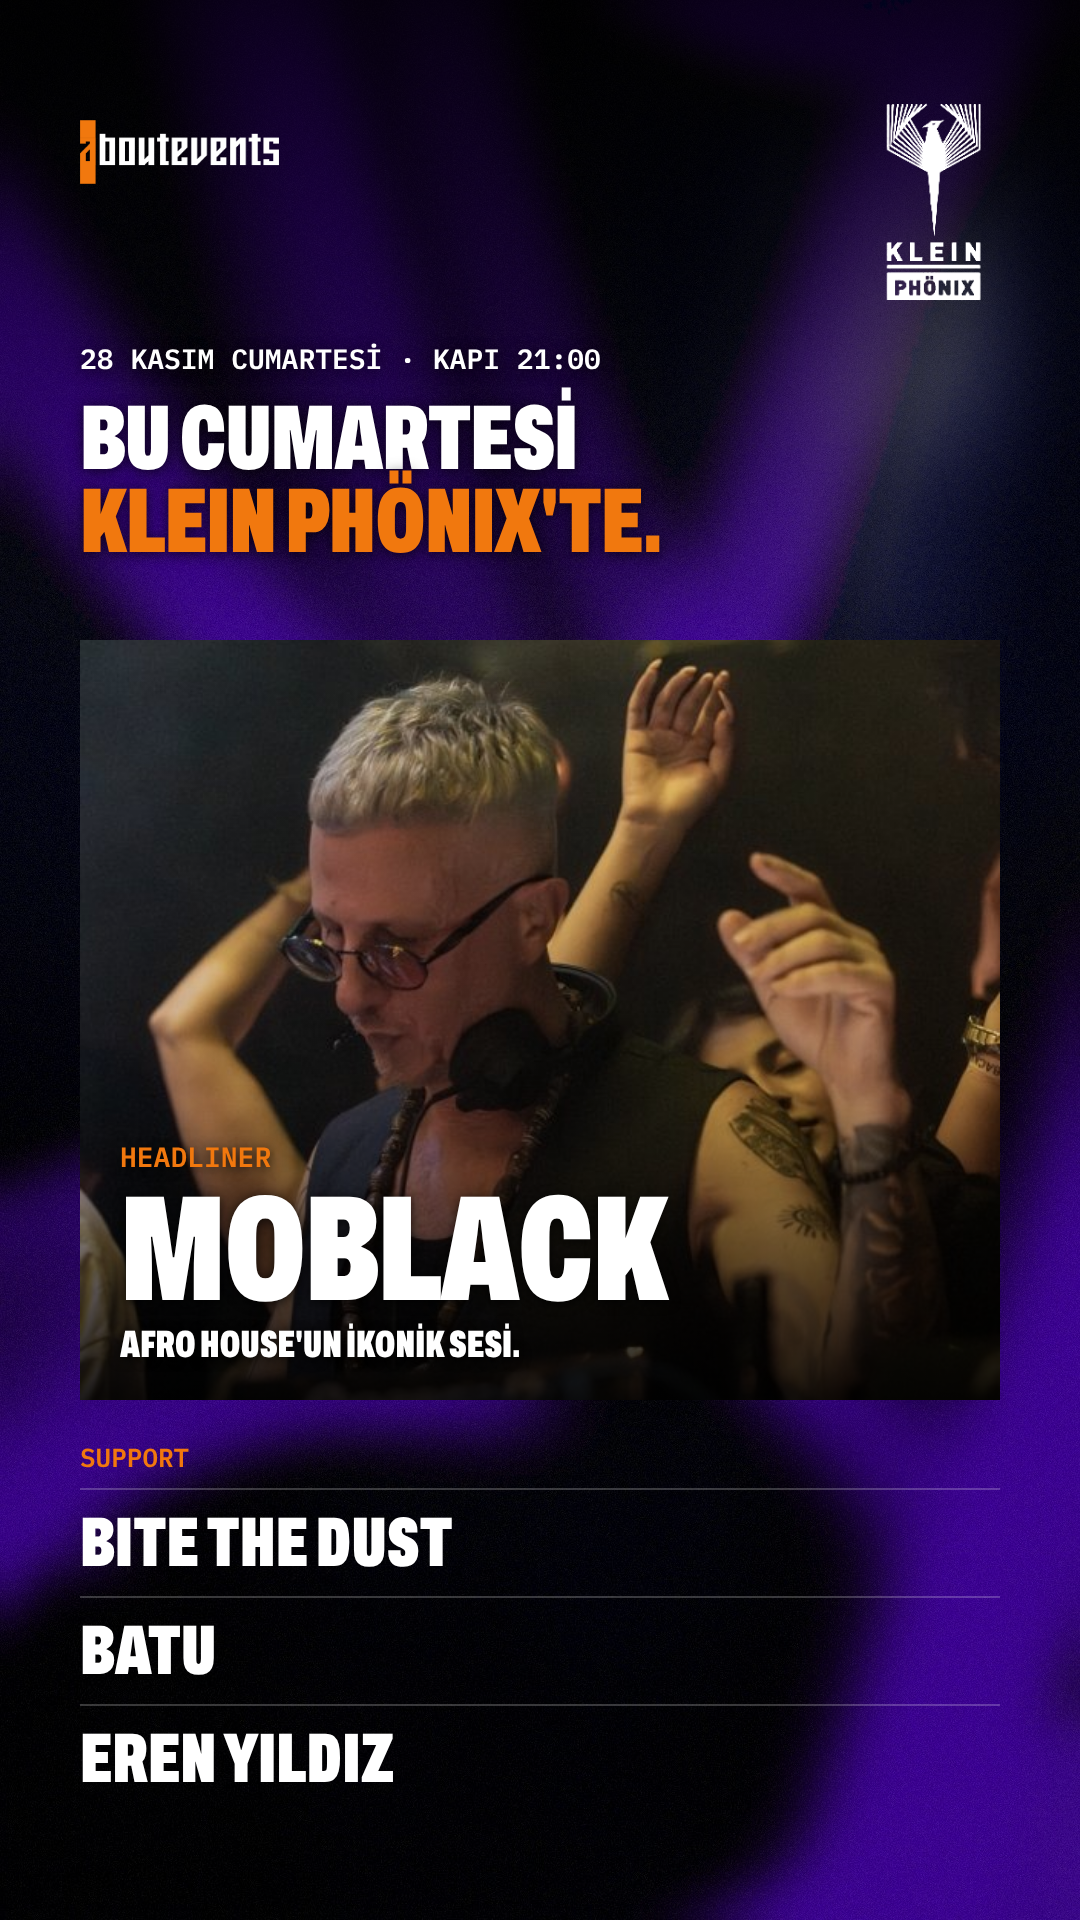 aboutevents
KLEIN
PHÖNIX
28 KASIM CUMARTESİ · KAPI 21:00
BU CUMARTESİ
KLEIN PHÖNIX'TE.
HEADLINER
MOBLACK
AFRO HOUSE'UN İKONİK SESİ.
SUPPORT
BITE THE DUST
BATU
EREN YILDIZ